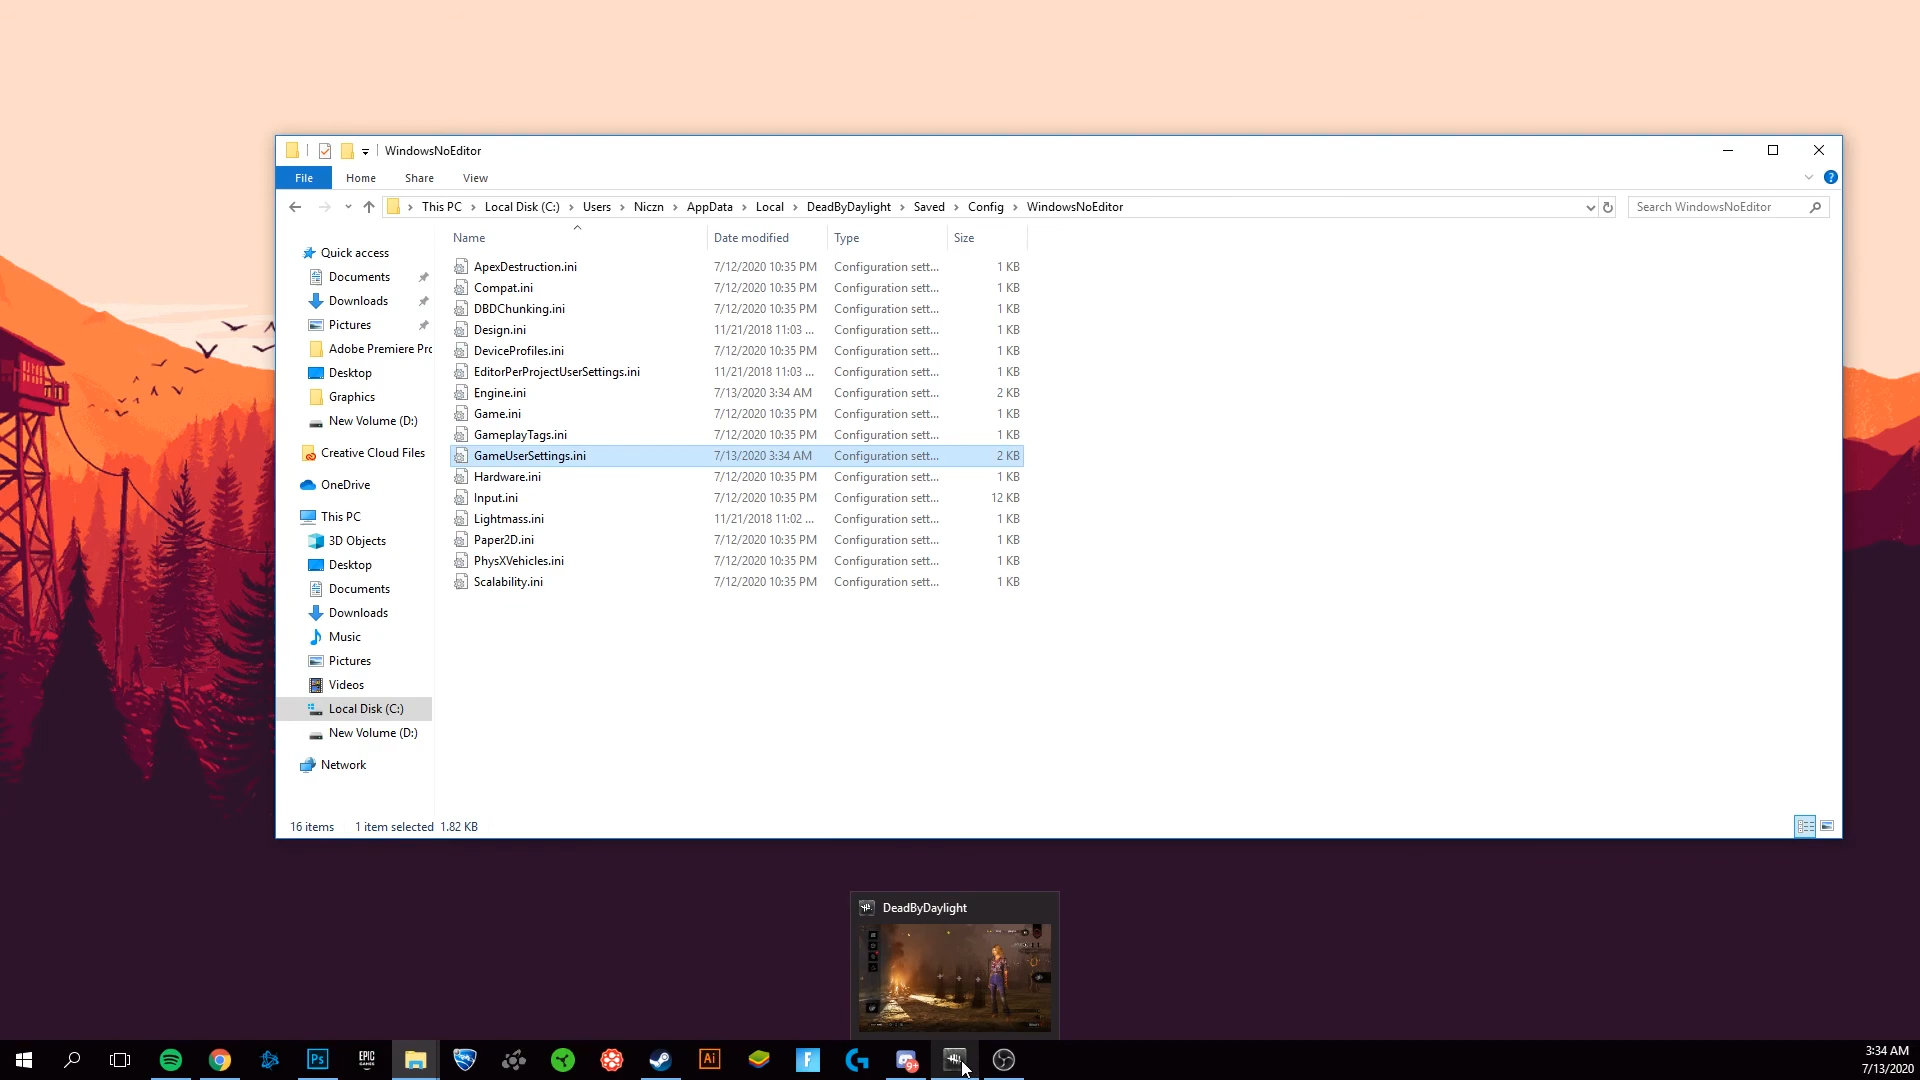 WindowsNoEditor
File Home Share View
This PC Local Disk (C:) Users Niczn AppData Local DeadByDaylight Saved Config WindowsNoEditor
Search WindowsNoEditor
Name Date modified Type Size
Quick access
Documents
Downloads
Pictures
Adobe Premiere Prc
Desktop
Graphics
New Volume (D:)
Creative Cloud Files
OneDrive
This PC
3D Objects
Desktop
Documents
Downloads
Music
Pictures
Videos
Local Disk (C:)
New Volume (D:)
Network
ApexDestruction.ini 7/12/2020 10:35 PM Configuration sett... 1 KB
Compat.ini 7/12/2020 10:35 PM Configuration sett... 1 KB
DBDChunking.ini 7/12/2020 10:35 PM Configuration sett... 1 KB
Design.ini 11/21/2018 11:03 ... Configuration sett... 1 KB
DeviceProfiles.ini 7/12/2020 10:35 PM Configuration sett... 1 KB
EditorPerProjectUserSettings.ini 11/21/2018 11:03 ... Configuration sett... 1 KB
Engine.ini 7/13/2020 3:34 AM Configuration sett... 2 KB
Game.ini 7/12/2020 10:35 PM Configuration sett... 1 KB
GameplayTags.ini 7/12/2020 10:35 PM Configuration sett... 1 KB
GameUserSettings.ini 7/13/2020 3:34 AM Configuration sett... 2 KB
Hardware.ini 7/12/2020 10:35 PM Configuration sett... 1 KB
Input.ini 7/12/2020 10:35 PM Configuration sett... 12 KB
Lightmass.ini 11/21/2018 11:02 ... Configuration sett... 1 KB
Paper2D.ini 7/12/2020 10:35 PM Configuration sett... 1 KB
PhysXVehicles.ini 7/12/2020 10:35 PM Configuration sett... 1 KB
Scalability.ini 7/12/2020 10:35 PM Configuration sett... 1 KB
16 items 1 item selected 1.82 KB
DeadByDaylight
Ps
EPIC
GAMES
Ai
F
9+
3:34 AM
7/13/2020